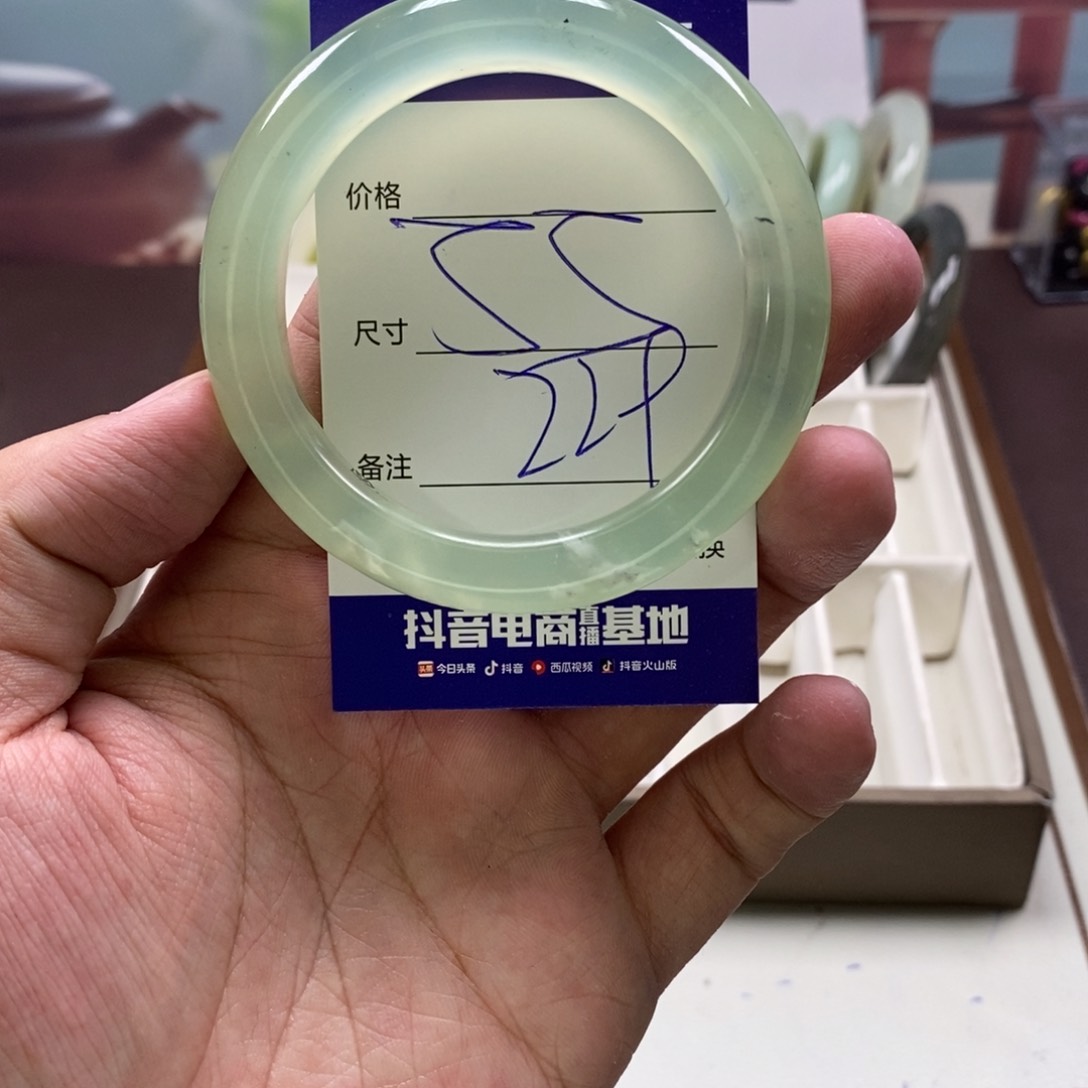 价格
尺寸
备注
换
抖音电商直播基地
今日头条 抖音 西瓜视频 抖音火山版